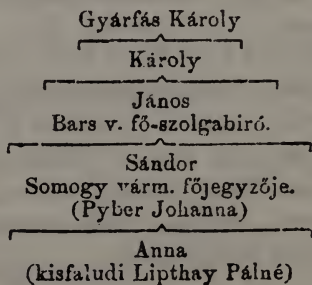 Gyárfás Károly
Károly
János
Bars v. fő-szolgabiró.
Sándor
Somogy várm. főjegyzője.
(Pyber Johanna)
Anna
(kisfaludi Lipthay Pálné)